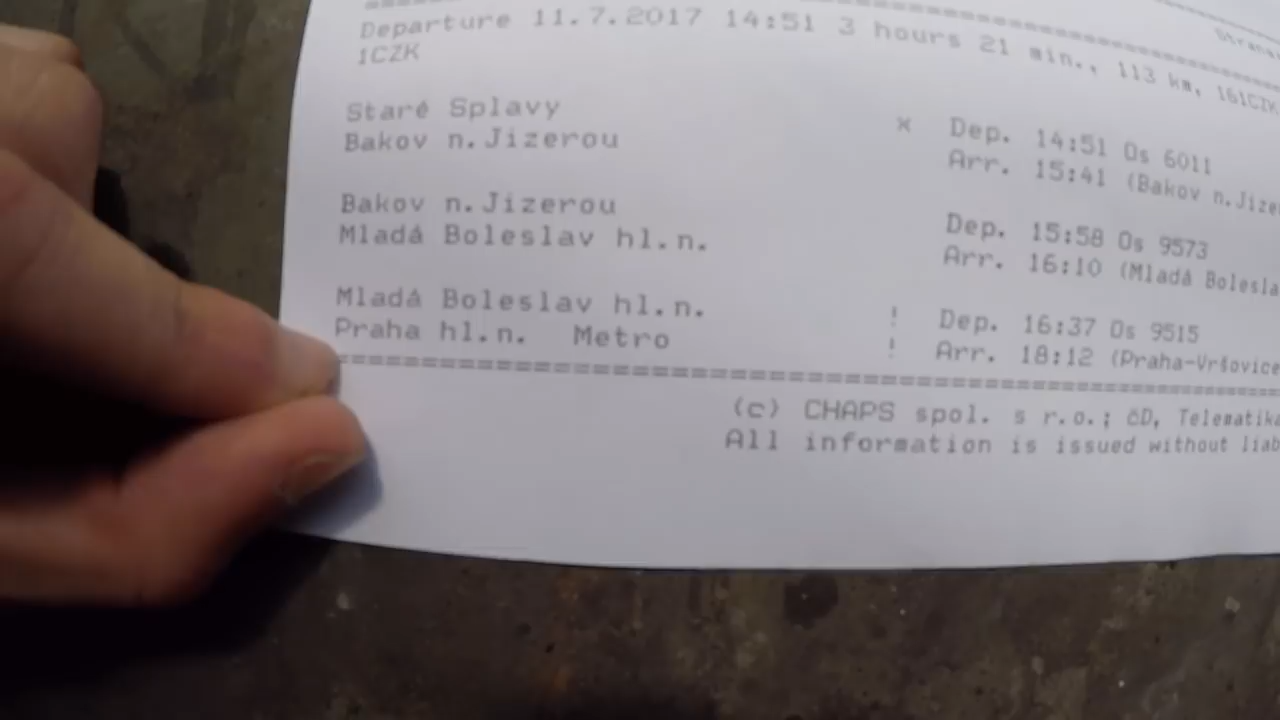 Strana
Departure 11.7.2017 14:51 3 hours 21 min., 113 km, 161CZK
1CZK
Staré Splavy × Dep. 14:51 Os 6011
Bakov n.Jizerou Arr. 15:41 (Bakov n.Jize
Bakov n.Jizerou Dep. 15:58 Os 9573
Mladá Boleslav hl.n. Arr. 16:10 (Mladá Bolesla
Mladá Boleslav hl.n. ! Dep. 16:37 Os 9515
Praha hl.n. Metro ! Arr. 18:12 (Praha-Vršovice
(c) CHAPS spol. s r.o.; ČD, Telematika
All information is issued without liab